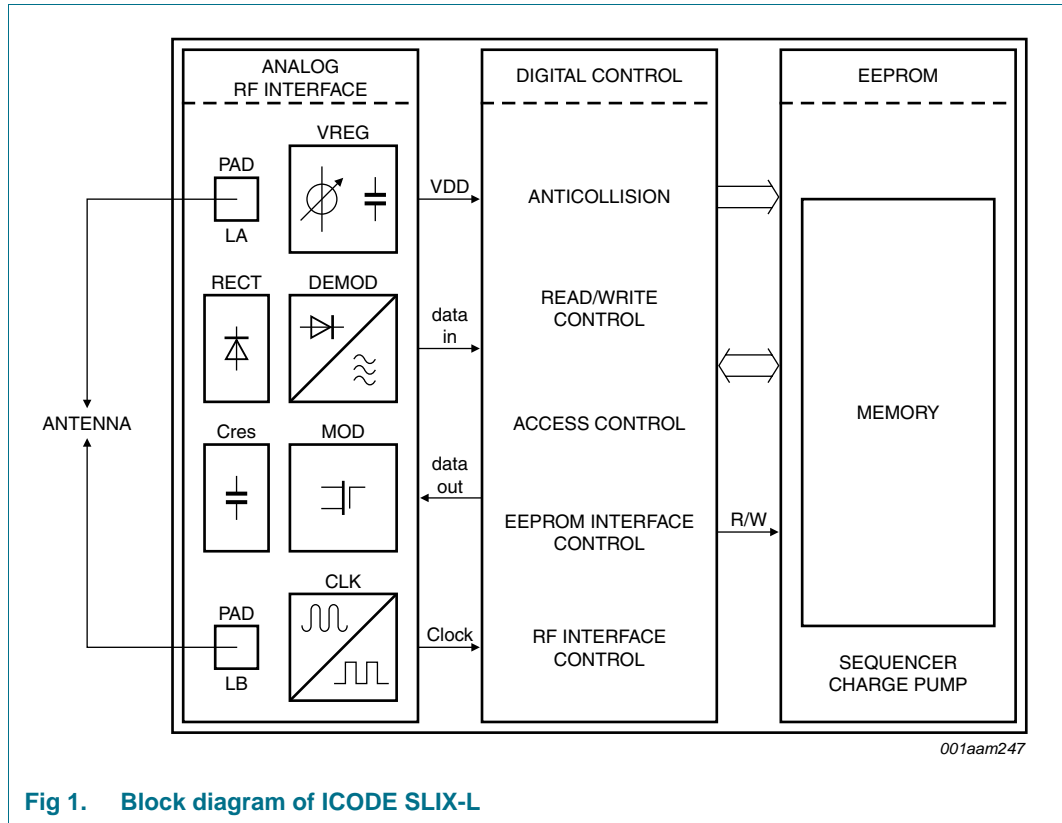 ANALOG
RF INTERFACE
VREG
PAD
LA
RECT
DEMOD
Cres
MOD
CLK
PAD
LB
ANTENNA
VDD
data
in
data
out
Clock
DIGITAL CONTROL
ANTICOLLISION
READ/WRITE
CONTROL
ACCESS CONTROL
EEPROM INTERFACE
CONTROL
RF INTERFACE
CONTROL
R/W
EEPROM
MEMORY
SEQUENCER
CHARGE PUMP
001aam247
Fig 1. Block diagram of ICODE SLIX-L